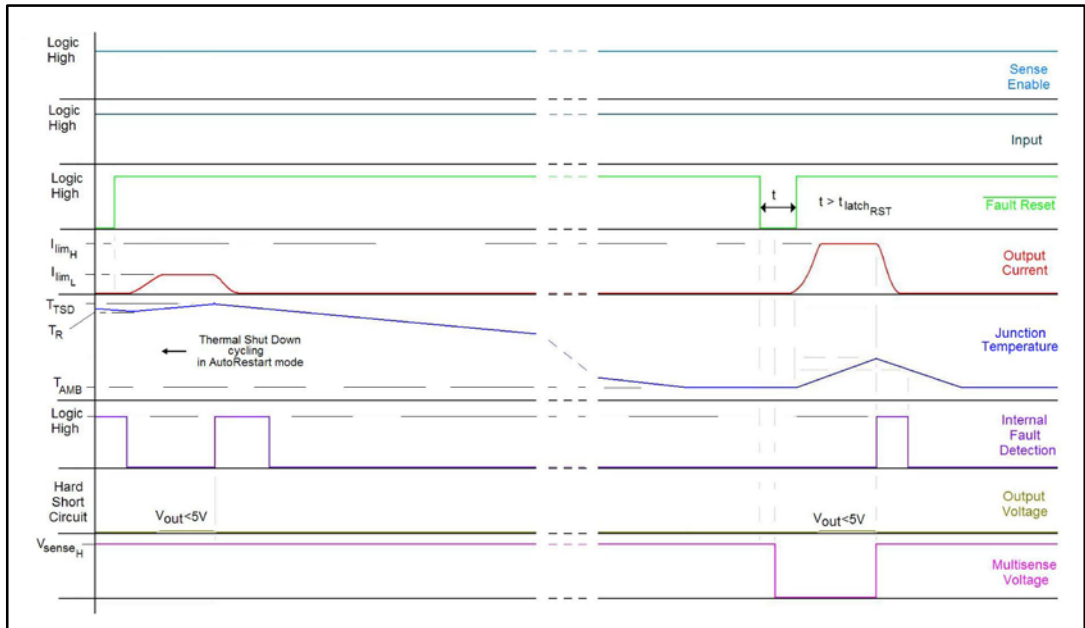 Logic
High
Sense
Enable
Logic
High
Input
Logic
High
t
t > tlatchRST
Fault Reset
IlimH
IlimL
Output
Current
TTSD
TR
Thermal Shut Down
cycling
in AutoRestart mode
Junction
Temperature
TAMB
Logic
High
Internal
Fault
Detection
Hard
Short
Circuit
Vout<5V
Vout<5V
Output
Voltage
VsenseH
Multisense
Voltage